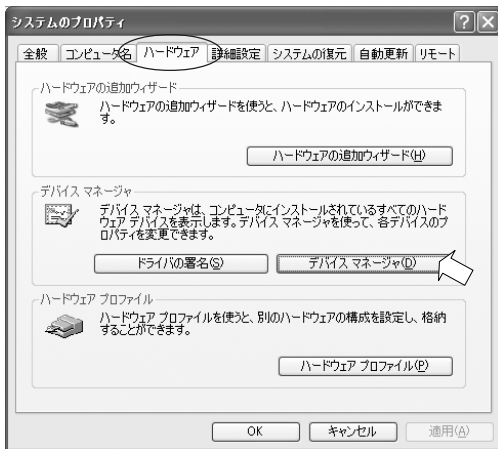 システムのプロパティ
全般 コンピュータ名 ハードウェア 詳細設定 システムの復元 自動更新 リモート
ハードウェアの追加ウィザード
ハードウェアの追加ウィザードを使うと、ハードウェアのインストールができま
す。
ハードウェアの追加ウィザード(H)
デバイス マネージャ
デバイス マネージャは、コンピュータにインストールされているすべてのハード
ウェア デバイスを表示します。デバイス マネージャを使って、各デバイスのプ
ロパティを変更できます。
ドライバの署名(S) デバイス マネージャ(D)
ハードウェア プロファイル
ハードウェア プロファイルを使うと、別のハードウェアの構成を設定し、格納
することができます。
ハードウェア プロファイル(P)
OK キャンセル 適用(A)